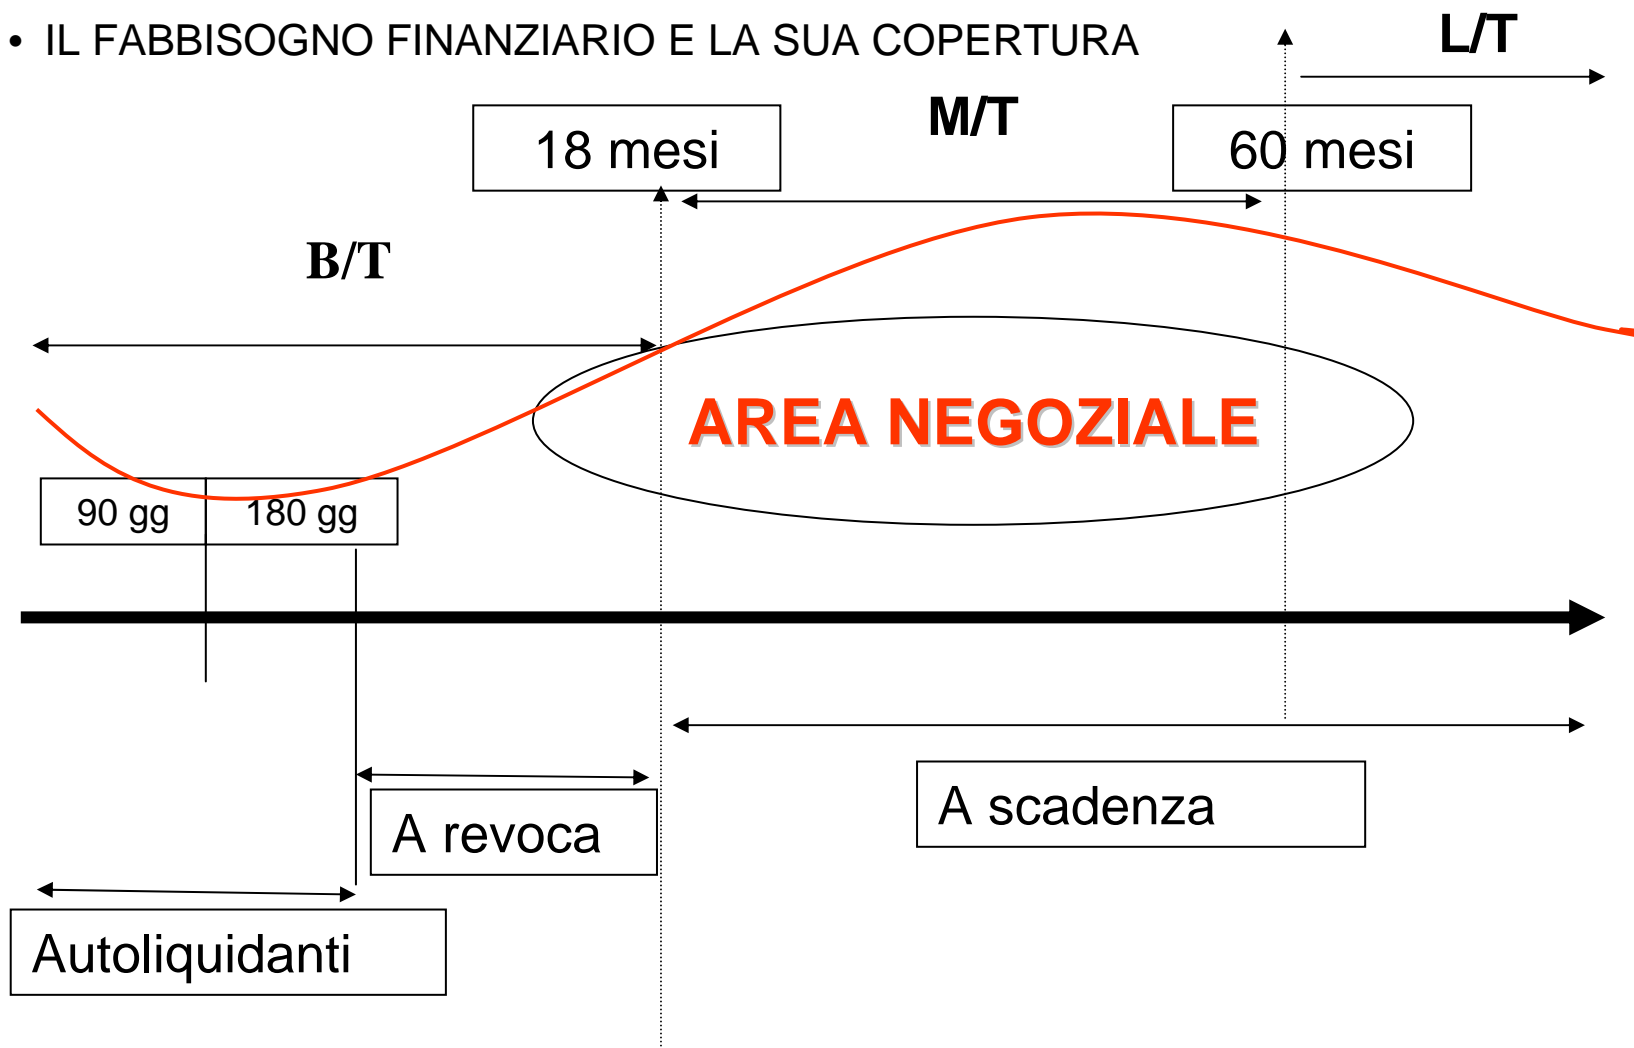 • IL FABBISOGNO FINANZIARIO E LA SUA COPERTURA
L/T
M/T
18 mesi
60 mesi
B/T
AREA NEGOZIALE
90 gg
180 gg
A revoca
A scadenza
Autoliquidanti